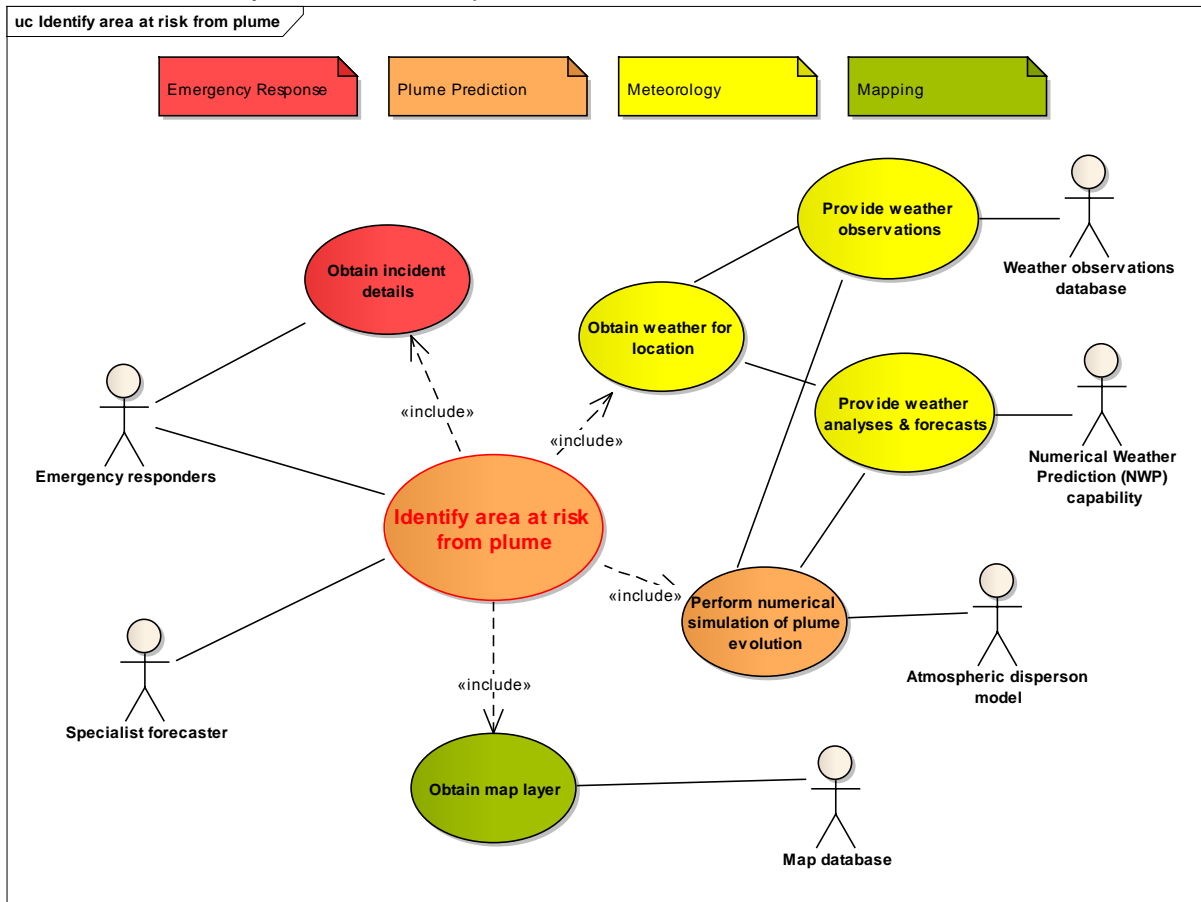 uc Identify area at risk from plume
Emergency Response
Plume Prediction
Meteorology
Mapping
Provide weather
observations
Weather observations
database
Obtain incident
details
Obtain weather for
location
Provide weather
analyses & forecasts
Numerical Weather
Prediction (NWP)
capability
«include»
«include»
Emergency responders
Identify area at risk
from plume
«include»
Perform numerical
simulation of plume
evolution
Atmospheric disperson
model
Specialist forecaster
«include»
Obtain map layer
Map database